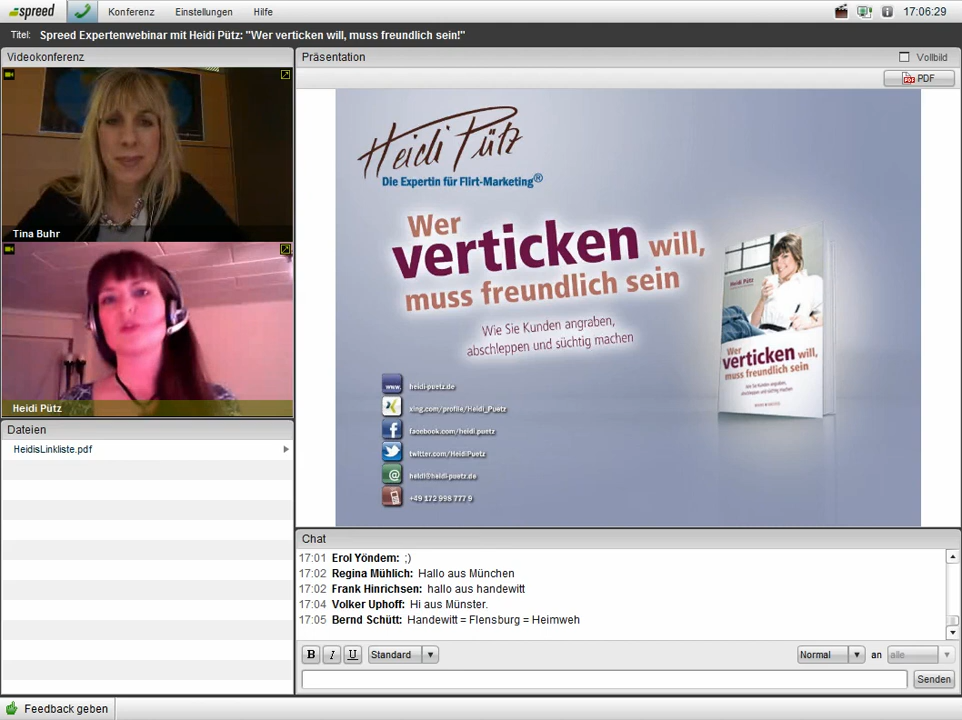 spreed
Konferenz
Einstellungen
Hilfe
17:06:29
Titel: Spreed Expertenwebinar mit Heidi Pütz: "Wer verticken will, muss freundlich sein!"
Videokonferenz
Tina Buhr
Heidi Pütz
Dateien
HeidisLinkliste.pdf
Präsentation
Vollbild
PDF
Heidi Pütz
Die Expertin für Flirt-Marketing®
Wer
verticken will,
muss freundlich sein
Wie Sie Kunden angraben,
abschleppen und süchtig machen
Heidi Pütz
Wer
verticken will,
muss freundlich sein
www. heidi-puetz.de
xing.com/profile/Heidi_Puetz
facebook.com/heidi.puetz
twitter.com/HeidiPuetz
heidi@heidi-puetz.de
+49 172 998 777 9
Chat
17:01 Erol Yöndem: ;)
17:02 Regina Mühlich: Hallo aus München
17:02 Frank Hinrichsen: hallo aus handewitt
17:04 Volker Uphoff: Hi aus Münster.
17:05 Bernd Schütt: Handewitt = Flensburg = Heimweh
B I U Standard
Normal an alle
Senden
Feedback geben